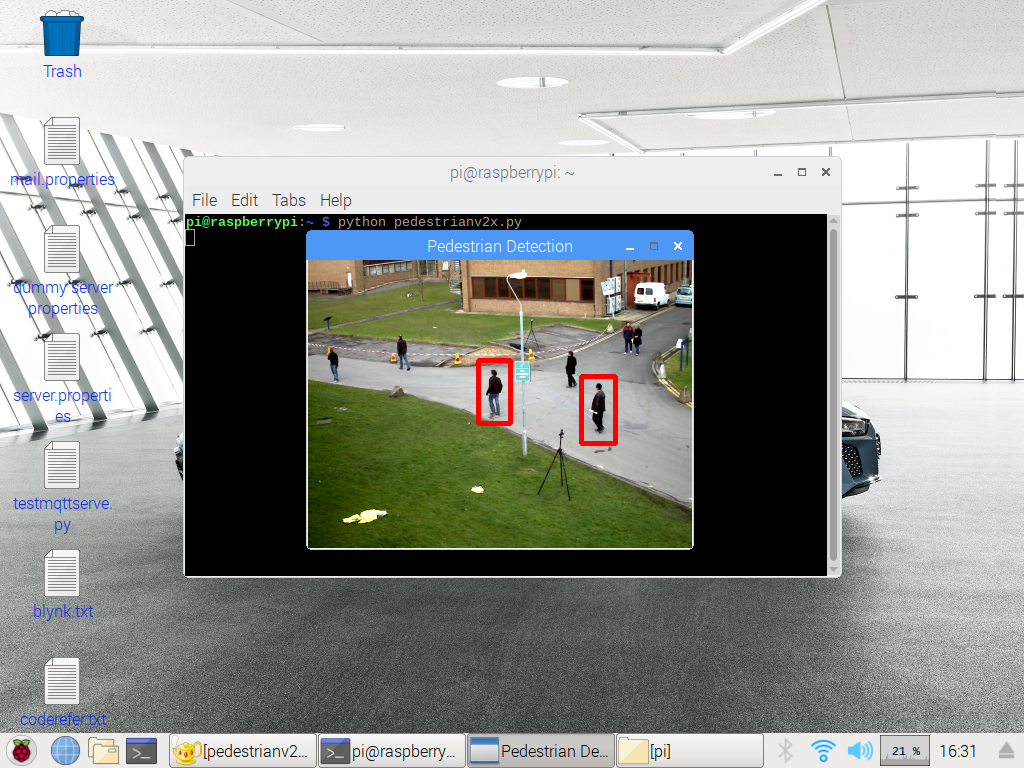 Trash
mail.properties
dummy server
properties
server.properti
es
testmqttserve.
py
blynk.txt
coderefer.txt
pi@raspberrypi: ~
File Edit Tabs Help
pi@raspberrypi:~ $ python pedestrianv2x.py
Pedestrian Detection
[pedestrianv2...
pi@raspberry...
Pedestrian De...
[pi]
21 %
16:31